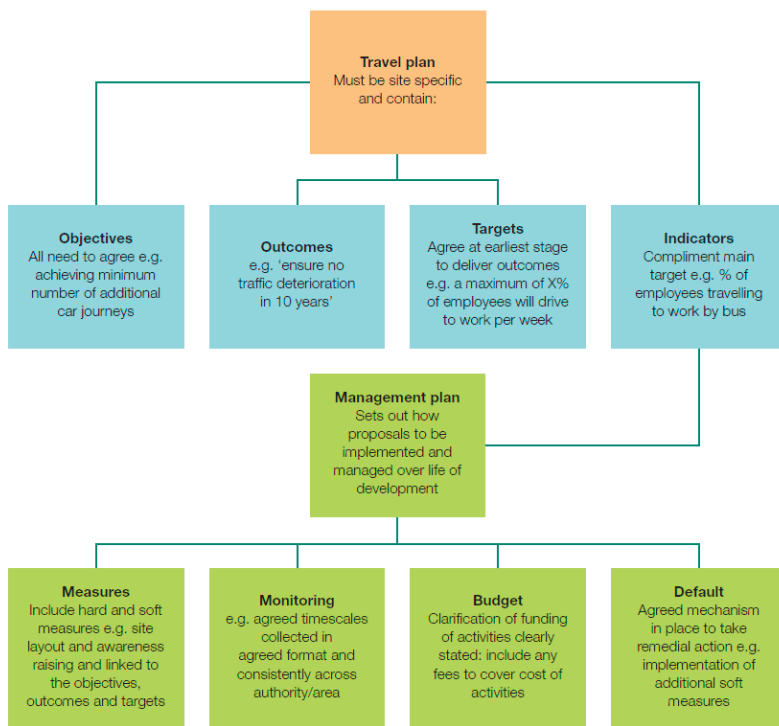 Travel plan
Must be site specific
and contain:
Objectives
All need to agree e.g.
achieving minimum
number of additional
car journeys
Outcomes
e.g. ‘ensure no
traffic deterioration
in 10 years’
Targets
Agree at earliest stage
to deliver outcomes
e.g. a maximum of X%
of employees will drive
to work per week
Indicators
Compliment main
target e.g. % of
employees travelling
to work by bus
Management plan
Sets out how
proposals to be
implemented and
managed over life of
development
Measures
Include hard and soft
measures e.g. site
layout and awareness
raising and linked to
the objectives,
outcomes and targets
Monitoring
e.g. agreed timescales
collected in
agreed format and
consistently across
authority/area
Budget
Clarification of funding
of activities clearly
stated: include any
fees to cover cost of
activities
Default
Agreed mechanism
in place to take
remedial action e.g.
implementation of
additional soft
measures